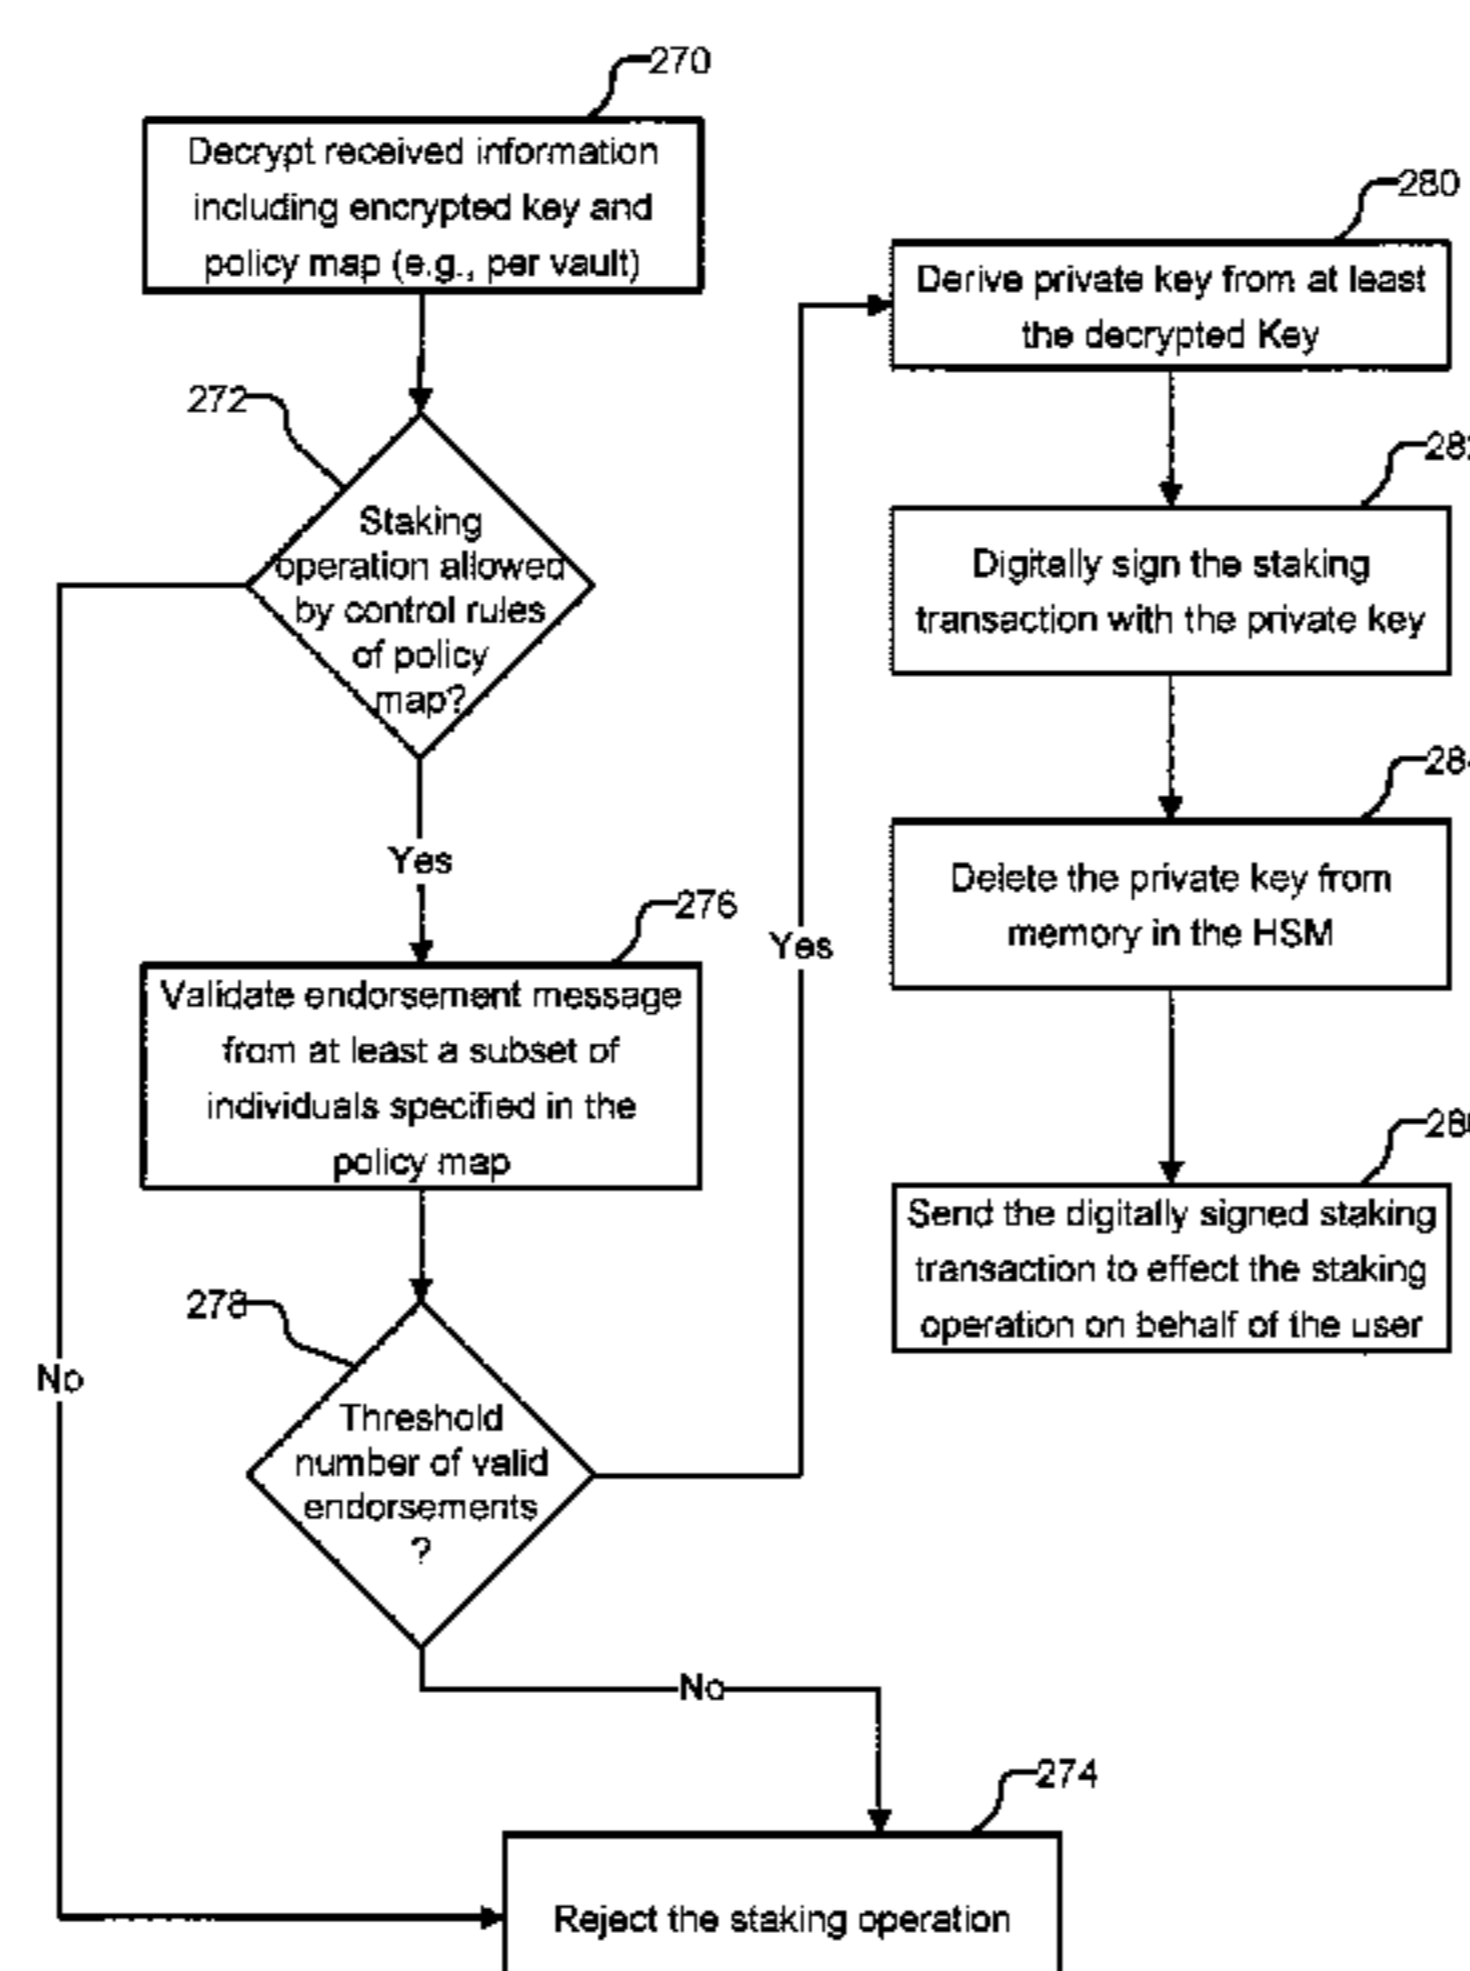 270
Decrypt received information
including encrypted key and
policy map (e.g., per vault)
272
Staking
operation allowed
by control rules
of policy
map?
Yes
276
Validate endorsement message
from at least a subset of
individuals specified in the
policy map
278
Threshold
number of valid
endorsements
?
No
No
Yes
280
Derive private key from at least
the decrypted Key
Digitally sign the staking
transaction with the private key
Delete the private key from
memory in the HSM
Send the digitally signed staking
transaction to effect the staking
operation on behalf of the user
274
Reject the staking operation